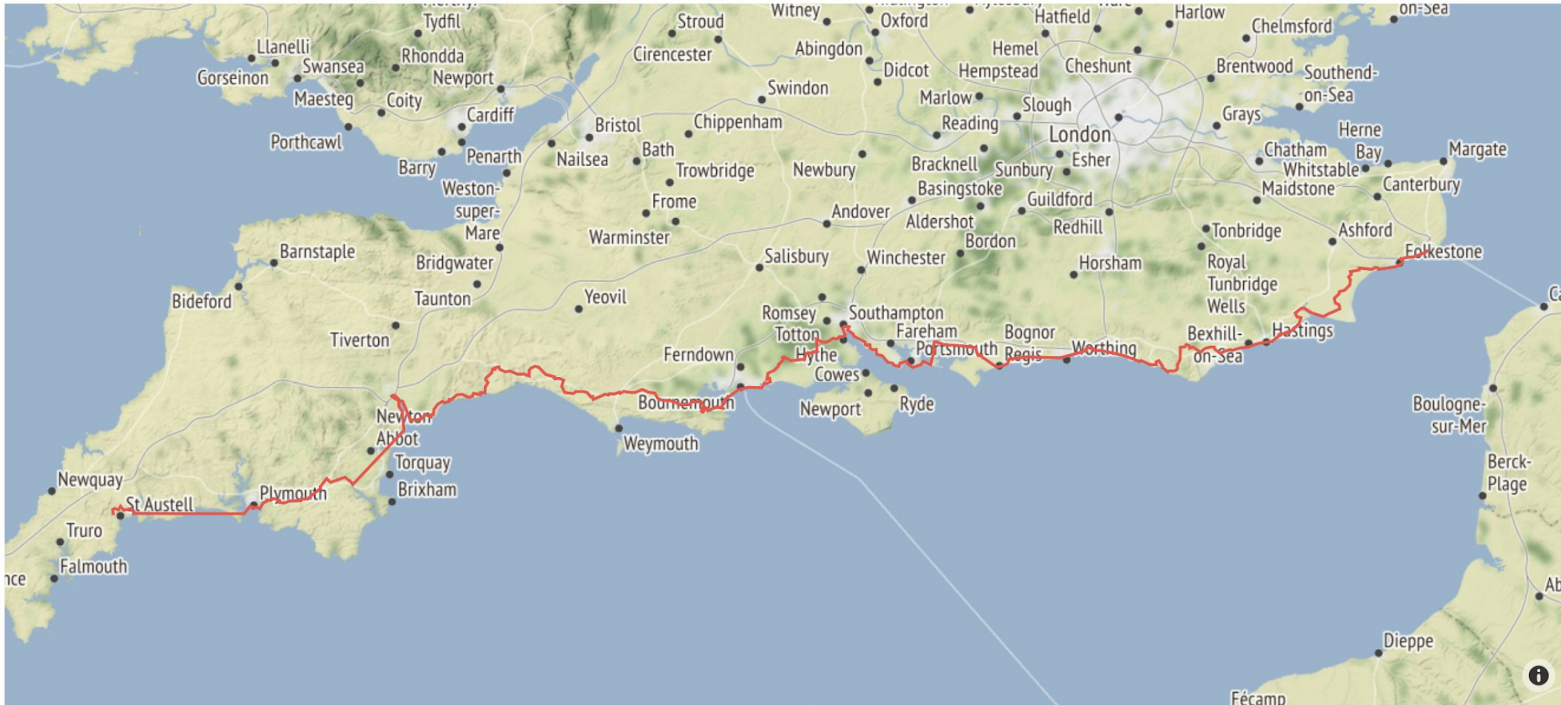 Tydfil
Stroud
Witney
Oxford
Hatfield
Harlow
on-Sea
Llanelli
Rhondda
Cirencester
Abingdon
Hemel
Hempstead
Cheshunt
Chelmsford
Gorseinon
Swansea
Newport
Didcot
Brentwood
Southend-
on-Sea
Maesteg
Coity
Cardiff
Swindon
Marlow
Slough
Grays
Porthcawl
Bristol
Chippenham
Reading
London
Herne
Bay
Barry
Penarth
Nailsea
Bath
Trowbridge
Newbury
Bracknell
Sunbury
Esher
Chatham
Whitstable
Margate
Weston-
super-
Mare
Frome
Warminster
Andover
Basingstoke
Aldershot
Guildford
Redhill
Maidstone
Canterbury
Barnstaple
Bridgwater
Salisbury
Winchester
Bordon
Horsham
Tonbridge
Royal
Tunbridge
Wells
Ashford
Folkestone
Bideford
Taunton
Yeovil
Ca
Tiverton
Romsey
Totton
Southampton
Fareham
Hythe
Portsmouth
Bognor
Regis
Worthing
Bexhill-
on-Sea
Hastings
Ferndown
Cowes
Bournemouth
Newport
Ryde
Boulogne-
sur-Mer
Newton
Abbot
Weymouth
Torquay
Brixham
Berck-
Plage
Newquay
St Austell
Plymouth
Truro
Falmouth
nce
Ab
Dieppe
Fécamp
i